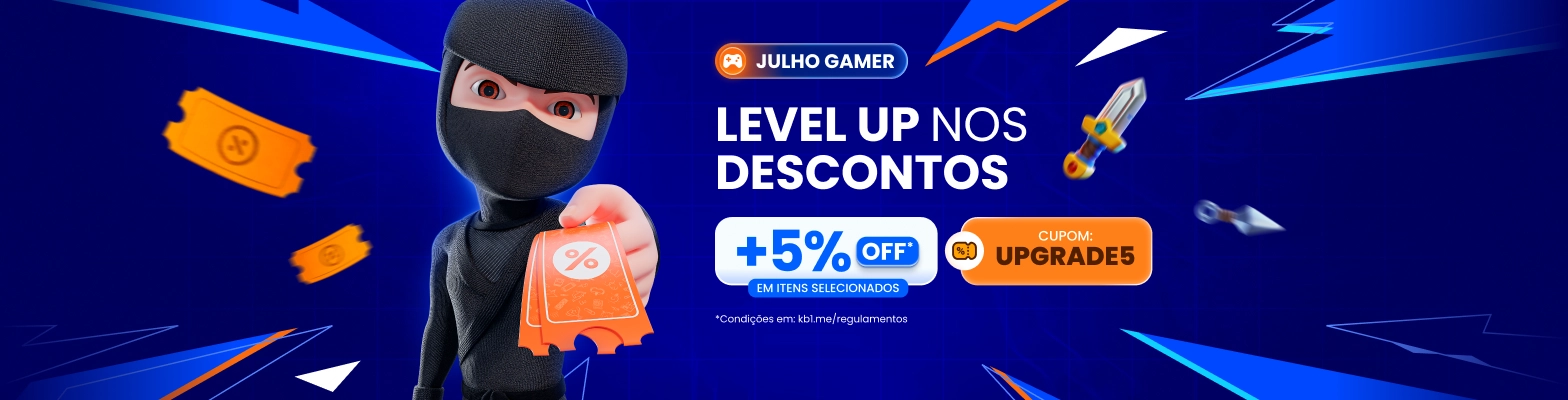 JULHO GAMER
LEVEL UP NOS
DESCONTOS
+5% OFF*
EM ITENS SELECIONADOS
CUPOM:
UPGRADE5
*Condições em: kb1.me/regulamentos